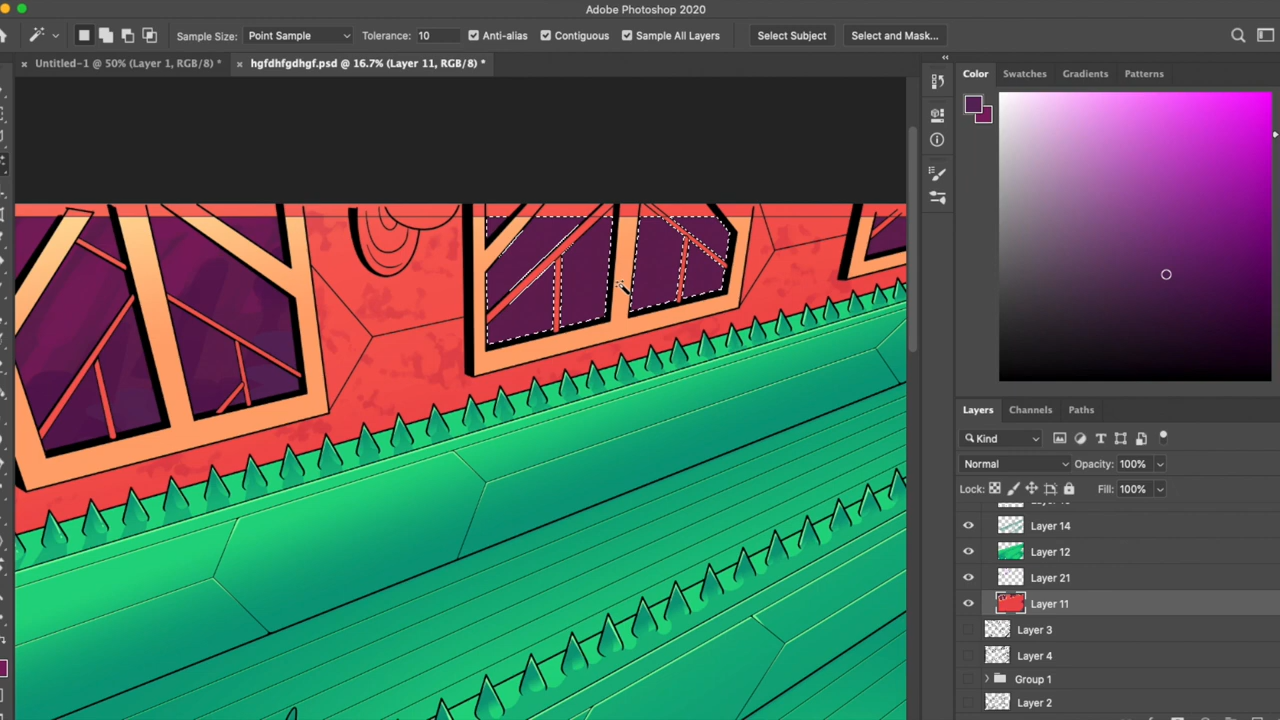 Adobe Photoshop 2020
Sample Size: Point Sample Tolerance: 10 Anti-alias Contiguous Sample All Layers Select Subject Select and Mask...
Untitled-1 @ 50% (Layer 1, RGB/8) * hgfdhfgdhgf.psd @ 16.7% (Layer 11, RGB/8) *
Color Swatches Gradients Patterns
Layers Channels Paths
Kind
Normal Opacity: 100%
Lock: Fill: 100%
Layer 14
Layer 12
Layer 21
Layer 11
Layer 3
Layer 4
Group 1
Layer 2